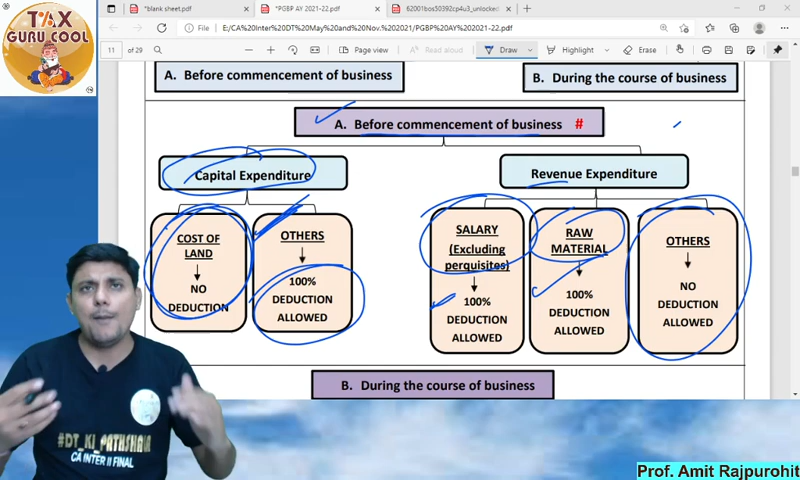 TAX
GURU COOL
*blank sheet.pdf
*PGBP AY 2021-22.pdf
62001bos50392cp4u3_unlocked
File
E:/CA%20Inter%20DT%20May%20and%20Nov.%202021/PGBP%20AY%202021-22.pdf
11 of 29
Page view
Read aloud
Draw
Highlight
Erase
A. Before commencement of business
B. During the course of business
A. Before commencement of business #
Capital Expenditure
Revenue Expenditure
COST OF
LAND
NO
DEDUCTION
OTHERS
100%
DEDUCTION
ALLOWED
SALARY
(Excluding
perquisites)
100%
DEDUCTION
ALLOWED
RAW
MATERIAL
100%
DEDUCTION
ALLOWED
OTHERS
NO
DEDUCTION
ALLOWED
B. During the course of business
#DT_KI_PATHSHALA
CA INTER II FINAL
Prof. Amit Rajpurohit